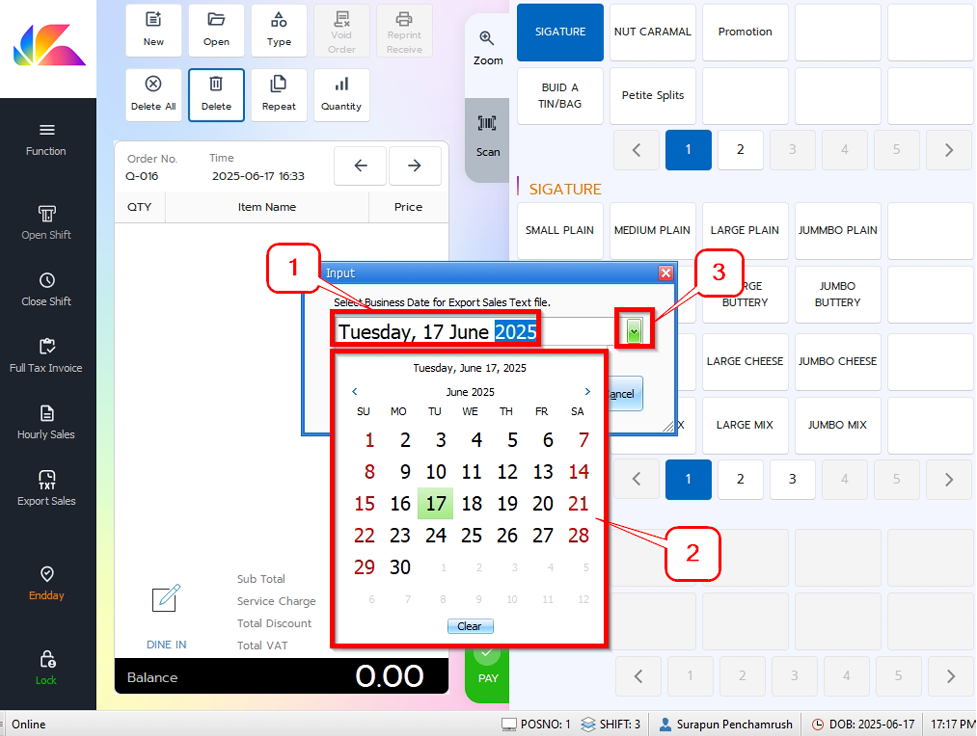 New
Open
Type
Void Order
Reprint Receive
Delete All
Delete
Repeat
Quantity
Function
Open Shift
Close Shift
Full Tax Invoice
Hourly Sales
TXT
Export Sales
Endday
Lock
Zoom
Scan
Order No.
Time
Q-016
2025-06-17 16:33
QTY
Item Name
Price
SIGATURE
NUT CARAMAL
Promotion
BUID A TIN/BAG
Petite Splits
1
2
3
4
5
SIGATURE
SMALL PLAIN
MEDIUM PLAIN
LARGE PLAIN
JUMMBO PLAIN
BUTTERY
JUMBO BUTTERY
LARGE CHEESE
JUMBO CHEESE
LARGE MIX
JUMBO MIX
1
2
3
4
5
1
2
3
4
5
Input
Select Business Date for Export Sales Text file.
Tuesday, 17 June 2025
1
3
2
Tuesday, June 17, 2025
June 2025
SU MO TU WE TH FR SA
1 2 3 4 5 6 7
8 9 10 11 12 13 14
15 16 17 18 19 20 21
22 23 24 25 26 27 28
29 30 1 2 3 4 5
6 7 8 9 10 11 12
Clear
Sub Total
Service Charge
Total Discount
Total VAT
DINE IN
Balance
0.00
PAY
Online
POSNO: 1
SHIFT: 3
Surapun Penchamrush
DOB: 2025-06-17
17:17 PM